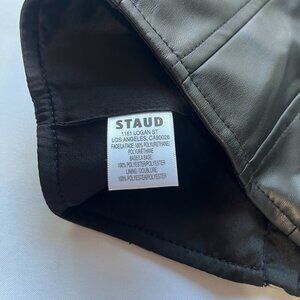 STAUD
1161 LOGAN ST
LOS ANGELES, CA90026
FACE/LA FACE: 100% POLYURETHANE/
POLYURÉTHANE
BASE/LA BASE
100% POLYESTER/POLYESTER
LINING / DOUBLURE
100% POLYESTER/POLYESTER